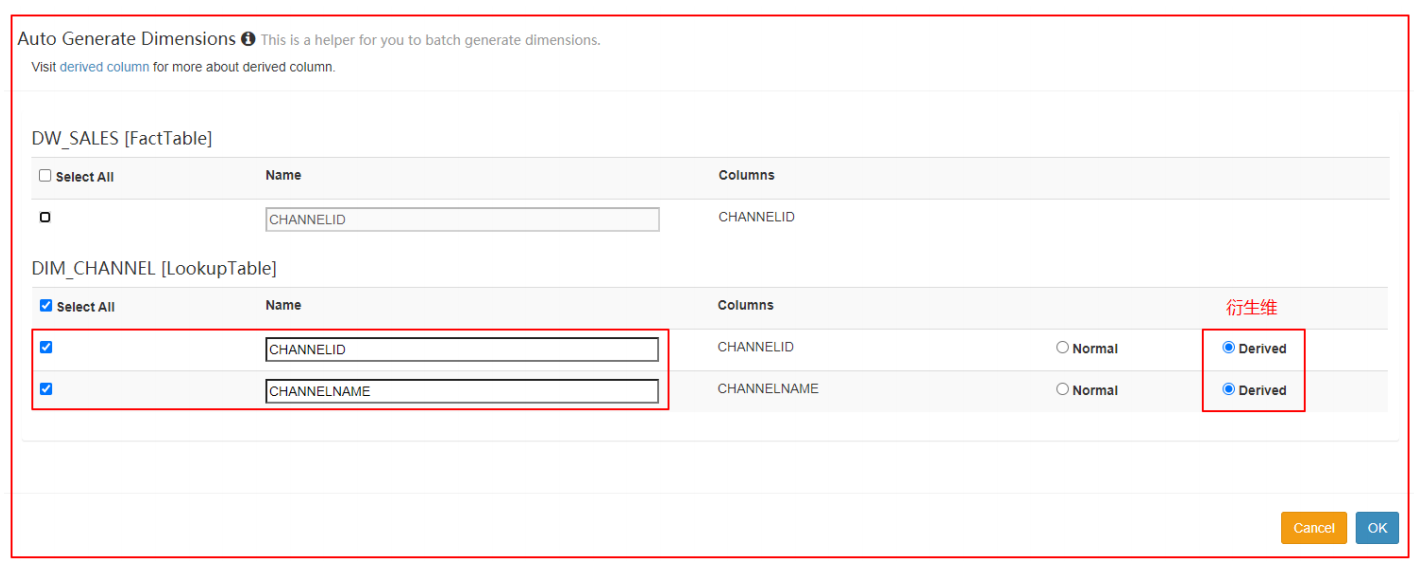 Auto Generate Dimensions This is a helper for you to batch generate dimensions.
Visit derived column for more about derived column.
DW_SALES [FactTable]
Select All Name Columns
CHANNELID CHANNELID
DIM_CHANNEL [LookupTable]
Select All Name Columns 衍生维
CHANNELID CHANNELID Normal Derived
CHANNELNAME CHANNELNAME Normal Derived
Cancel OK